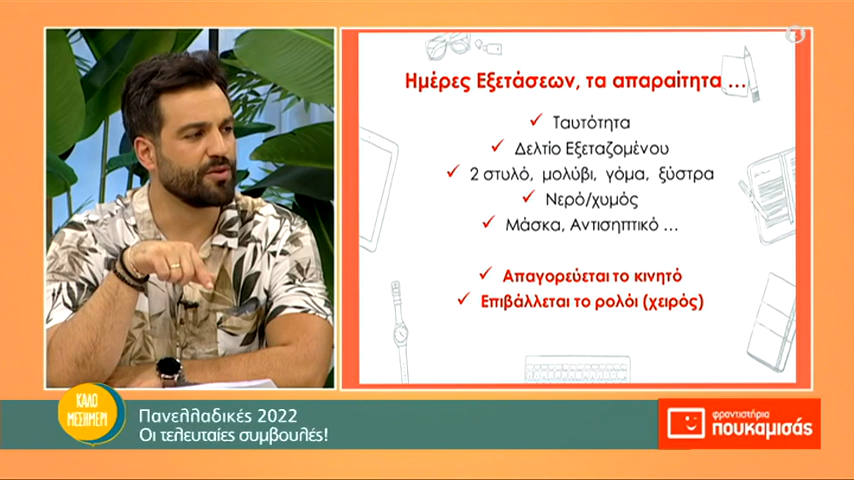 Ημέρες Εξετάσεων, τα απαραίτητα ...
Ταυτότητα
Δελτίο Εξεταζομένου
2 στυλό, μολύβι, γόμα, ξύστρα
Νερό/χυμός
Μάσκα, Αντισηπτικό ...
Απαγορεύεται το κινητό
Επιβάλλεται το ρολόι (χειρός)
ΚΑΛΟ
ΜΕΣΗΜΕΡΙ
Πανελλαδικές 2022
Οι τελευταίες συμβουλές!
φροντιστήρια
πουκαμισάς